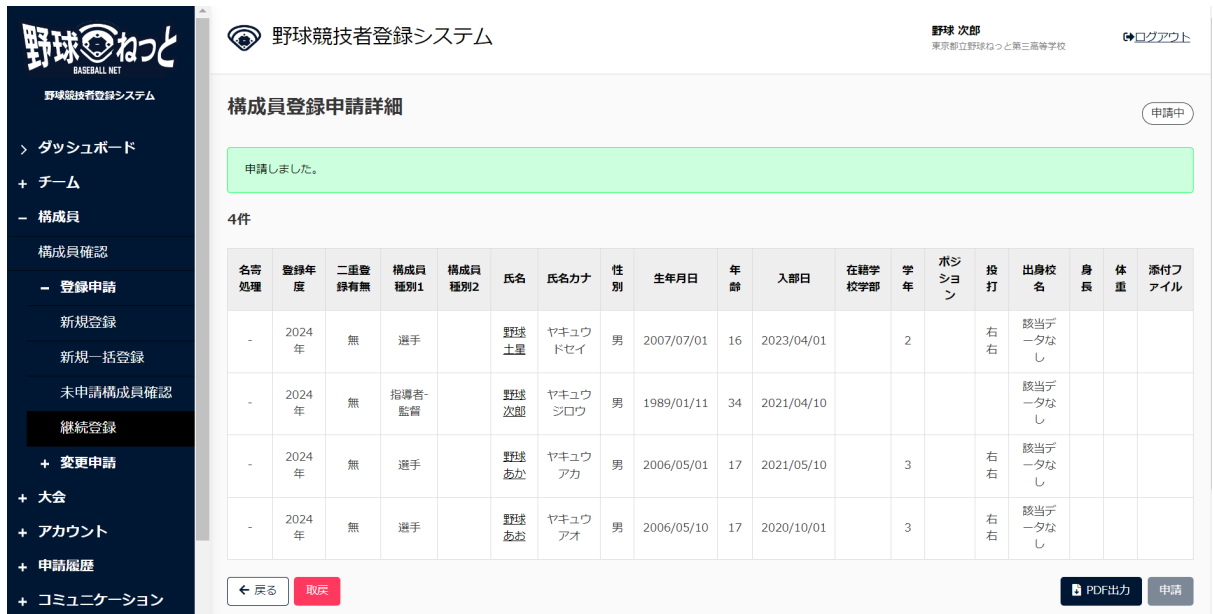 野球ねっと
BASEBALL NET
野球競技者登録システム
ダッシュボード
+ チーム
− 構成員
構成員確認
− 登録申請
新規登録
新規一括登録
未申請構成員確認
継続登録
+ 変更申請
+ 大会
+ アカウント
+ 申請履歴
+ コミュニケーション
野球競技者登録システム
野球 次郎
東京都立野球ねっと第三高等学校
ログアウト
構成員登録申請詳細
申請中
申請しました。
4件
名寄処理 登録年度 二重登録有無 構成員種別1 構成員種別2 氏名 氏名カナ 性別 生年月日 年齢 入部日 在籍学校学部 学年 ポジション 投打 出身校名 身長 体重 添付ファイル
- 2024年 無 選手 野球土星 ヤキュウドセイ 男 2007/07/01 16 2023/04/01 2 右右 該当データなし
- 2024年 無 指導者-監督 野球次郎 ヤキュウジロウ 男 1989/01/11 34 2021/04/10 該当データなし
- 2024年 無 選手 野球あか ヤキュウアカ 男 2006/05/01 17 2021/05/10 3 右右 該当データなし
- 2024年 無 選手 野球あお ヤキュウアオ 男 2006/05/10 17 2020/10/01 3 右右 該当データなし
戻る 取戻 PDF出力 申請